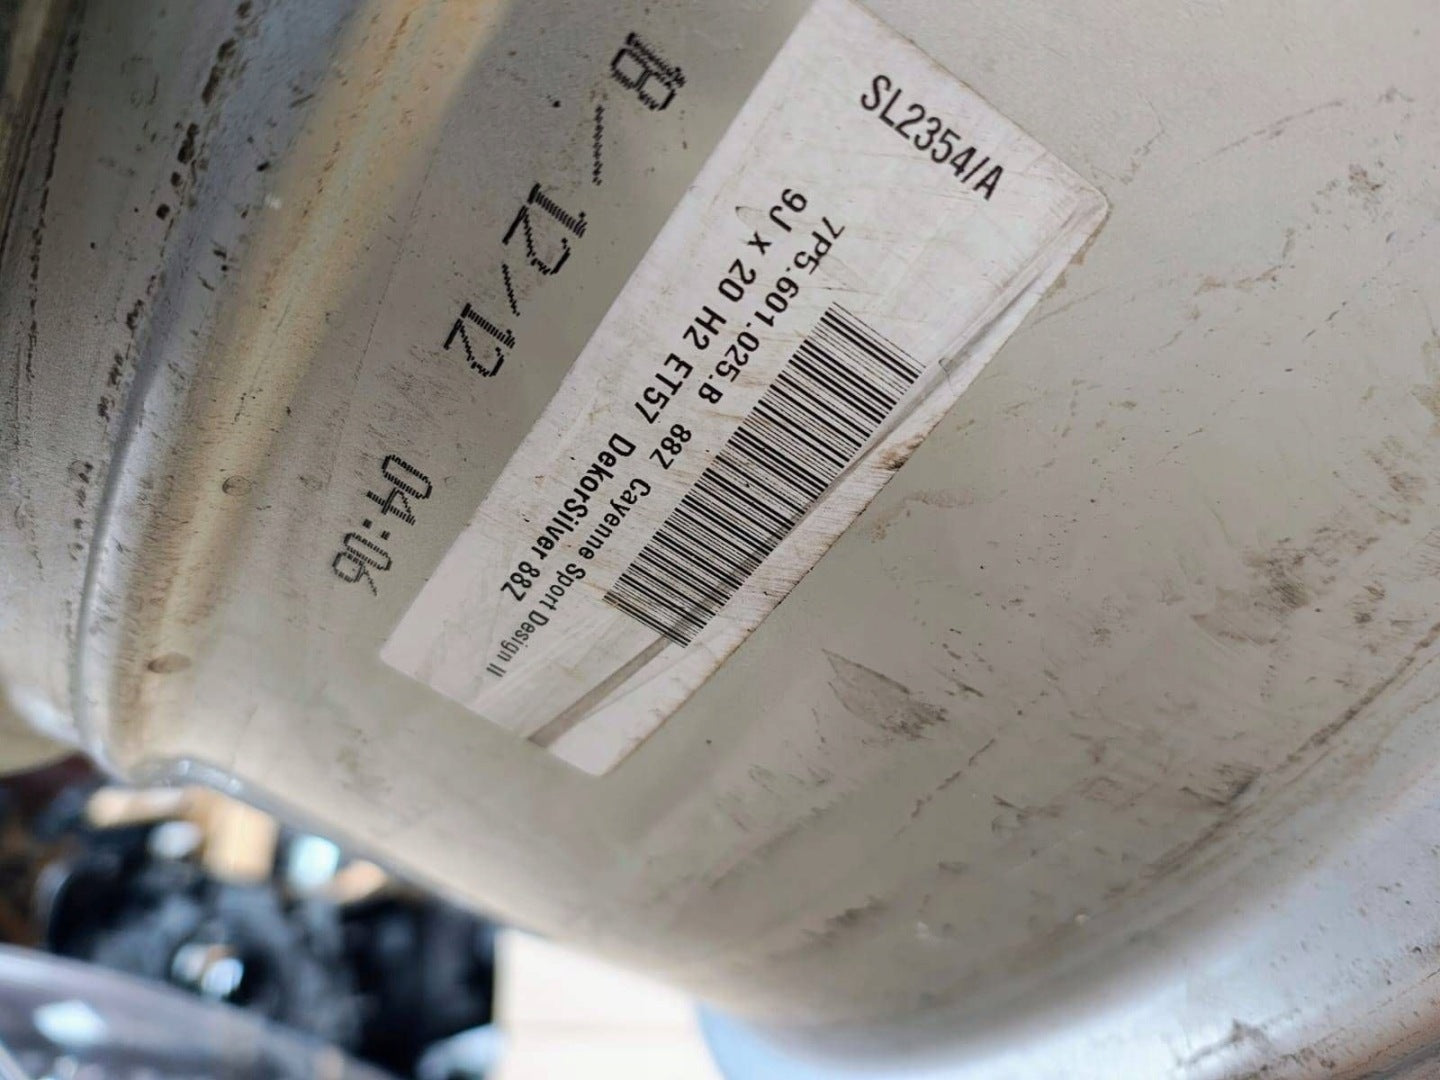 18-12/12
04:06
SL2354/A
7P5.601.025.B 88Z Cayenne Sport Design II
9J x 20 H2 ET57 DekorSilver 88Z